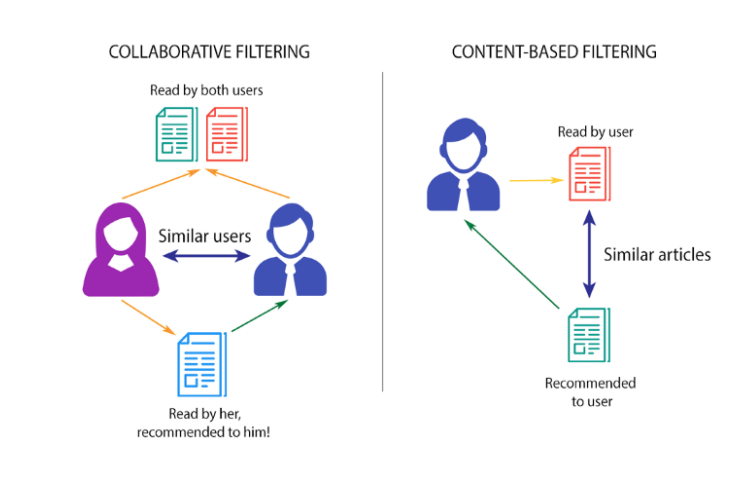 COLLABORATIVE FILTERING
Read by both users
Similar users
Read by her,
recommended to him!
CONTENT-BASED FILTERING
Read by user
Similar articles
Recommended
to user